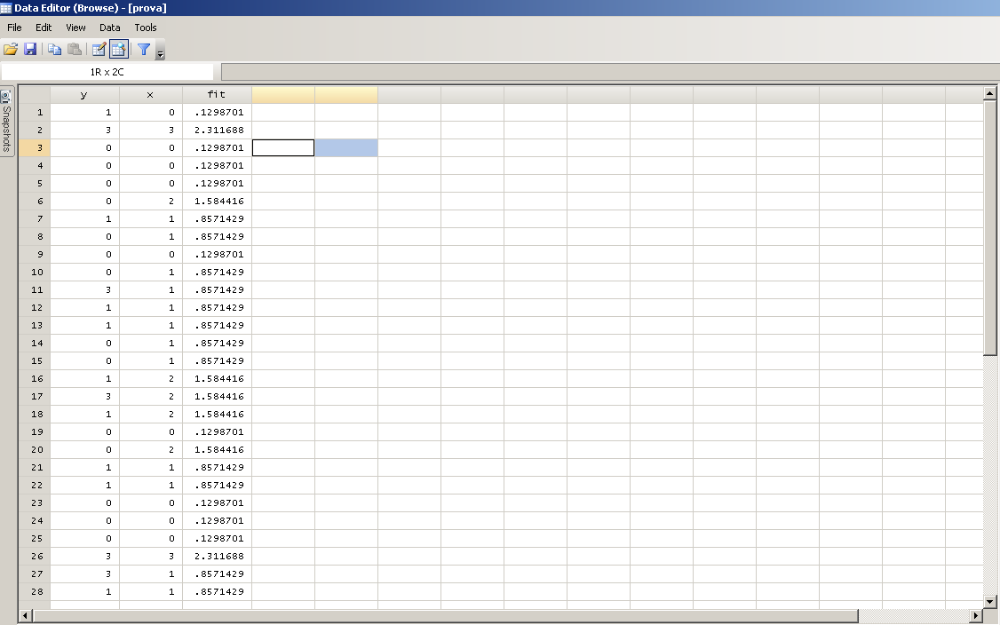 Data Editor (Browse) - [prova]
File Edit View Data Tools
1R x 2C
Snapshots
y x fit
1 1 0 .1298701
2 3 3 2.311688
3 0 0 .1298701
4 0 0 .1298701
5 0 0 .1298701
6 0 2 1.584416
7 1 1 .8571429
8 0 1 .8571429
9 0 0 .1298701
10 0 1 .8571429
11 3 1 .8571429
12 1 1 .8571429
13 1 1 .8571429
14 0 1 .8571429
15 0 1 .8571429
16 1 2 1.584416
17 3 2 1.584416
18 1 2 1.584416
19 0 0 .1298701
20 0 2 1.584416
21 1 1 .8571429
22 1 1 .8571429
23 0 0 .1298701
24 0 0 .1298701
25 0 0 .1298701
26 3 3 2.311688
27 3 1 .8571429
28 1 1 .8571429